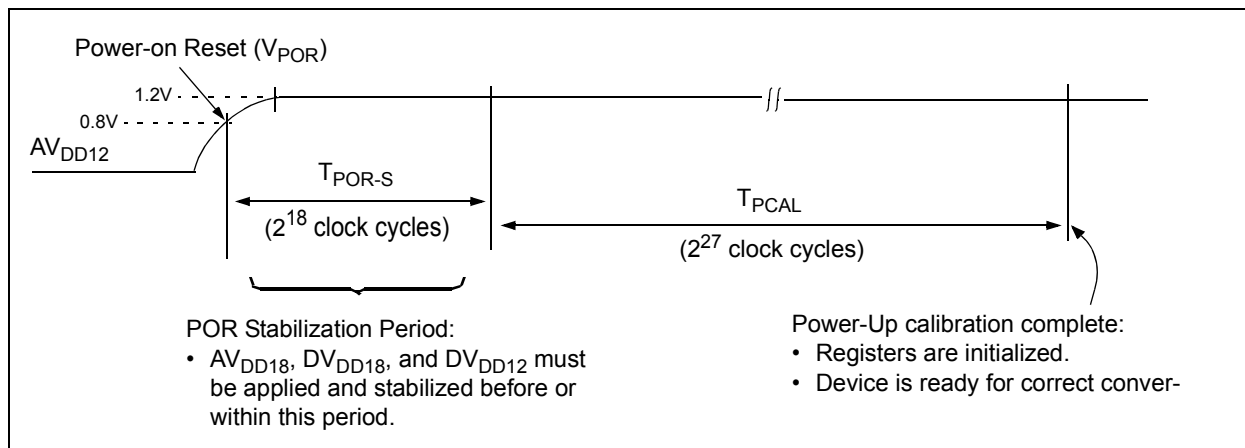 Power-on Reset (VPOR)
1.2V
0.8V
AVDD12
TPOR-S
(2^18 clock cycles)
TPCAL
(2^27 clock cycles)
POR Stabilization Period:
• AVDD18, DVDD18, and DVDD12 must
be applied and stabilized before or
within this period.
Power-Up calibration complete:
• Registers are initialized.
• Device is ready for correct conver-